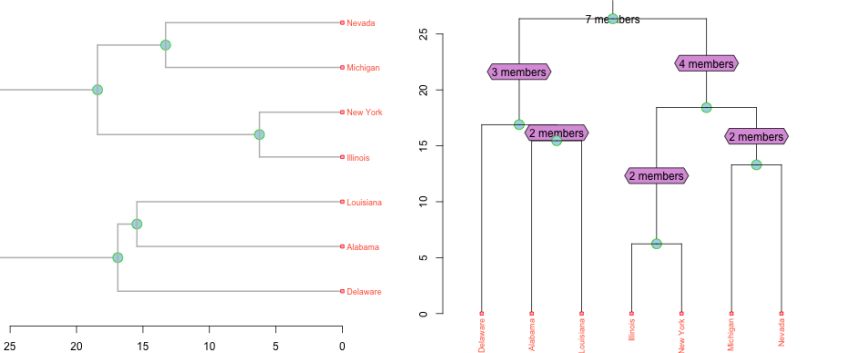 Nevada
Michigan
New York
Illinois
Louisiana
Alabama
Delaware
25 20 15 10 5 0
7 members
3 members
4 members
2 members
2 members
2 members
25
20
15
10
5
0
Delaware
Alabama
Louisiana
Illinois
New York
Michigan
Nevada